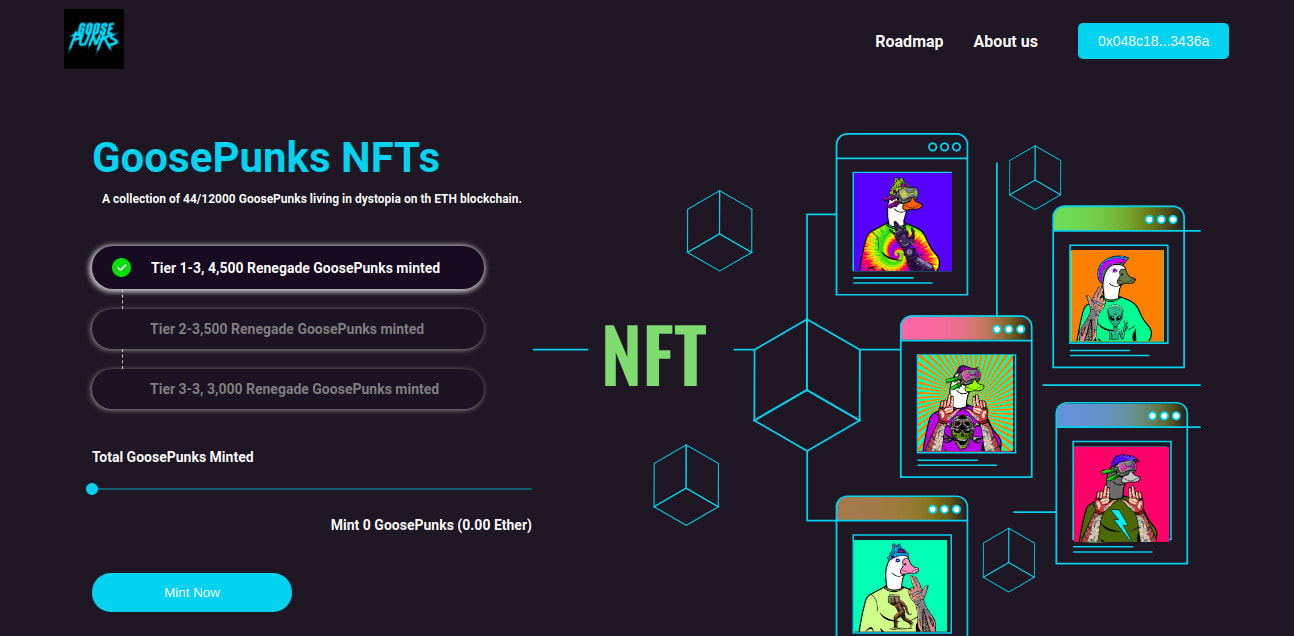 GOOSE
PUNKS
Roadmap
About us
0x048c18...3436a
GoosePunks NFTs
A collection of 44/12000 GoosePunks living in dystopia on th ETH blockchain.
Tier 1-3, 4,500 Renegade GoosePunks minted
Tier 2-3,500 Renegade GoosePunks minted
Tier 3-3, 3,000 Renegade GoosePunks minted
Total GoosePunks Minted
Mint 0 GoosePunks (0.00 Ether)
Mint Now
NFT